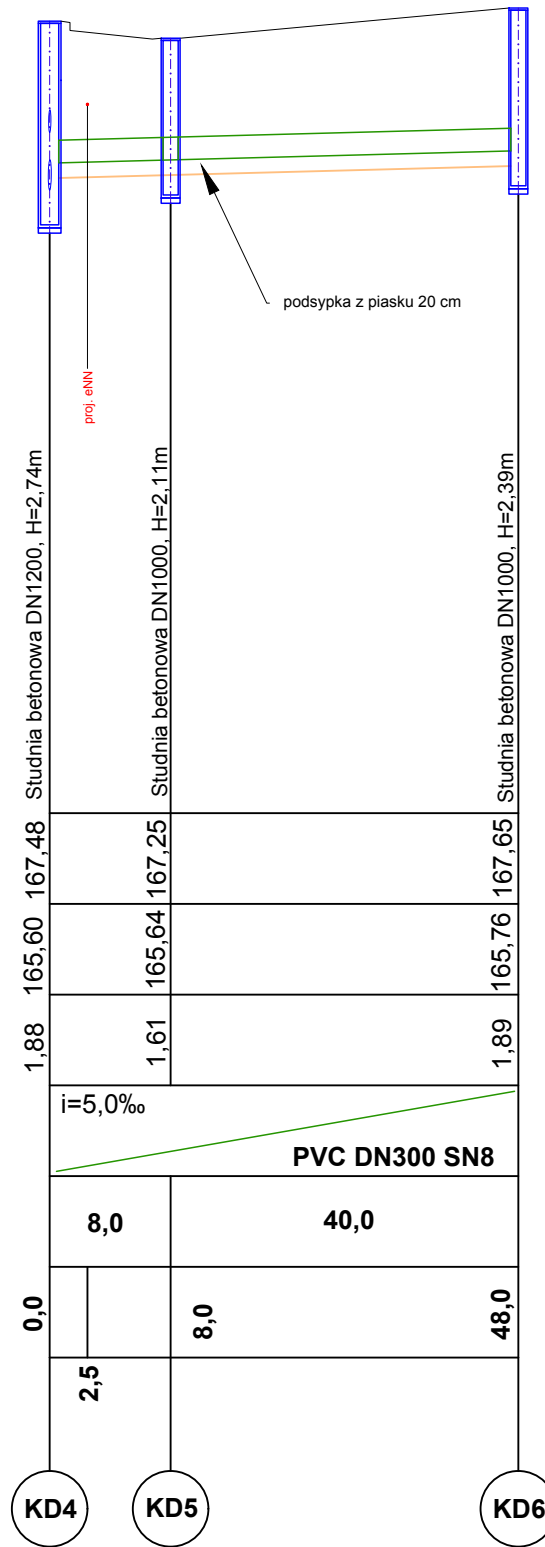 podsypka z piasku 20 cm
proj. eNN
Studnia betonowa DN1200, H=2,74m
Studnia betonowa DN1000, H=2,11m
Studnia betonowa DN1000, H=2,39m
167,48
167,25
167,65
165,60
165,64
165,76
1,88
1,61
1,89
i=5,0‰
PVC DN300 SN8
8,0
40,0
0,0
8,0
48,0
2,5
KD4
KD5
KD6